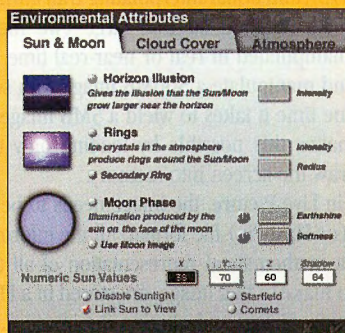 Environmental Attributes
Sun & Moon
Cloud Cover
Atmosphere
Horizon Illusion
Gives the illusion that the Sun/Moon
grow larger near the horizon
Intensity
Rings
Ice crystals in the atmosphere
produce rings around the Sun/Moon
Intensity
Radius
Secondary Ring
Moon Phase
Illumination produced by the
sun on the face of the moon
Earthshine
Softness
Use Moon Image
X Y Z Shadow
Numeric Sun Values 70 60 84
Disable Sunlight Starfield
Link Sun to View Comets